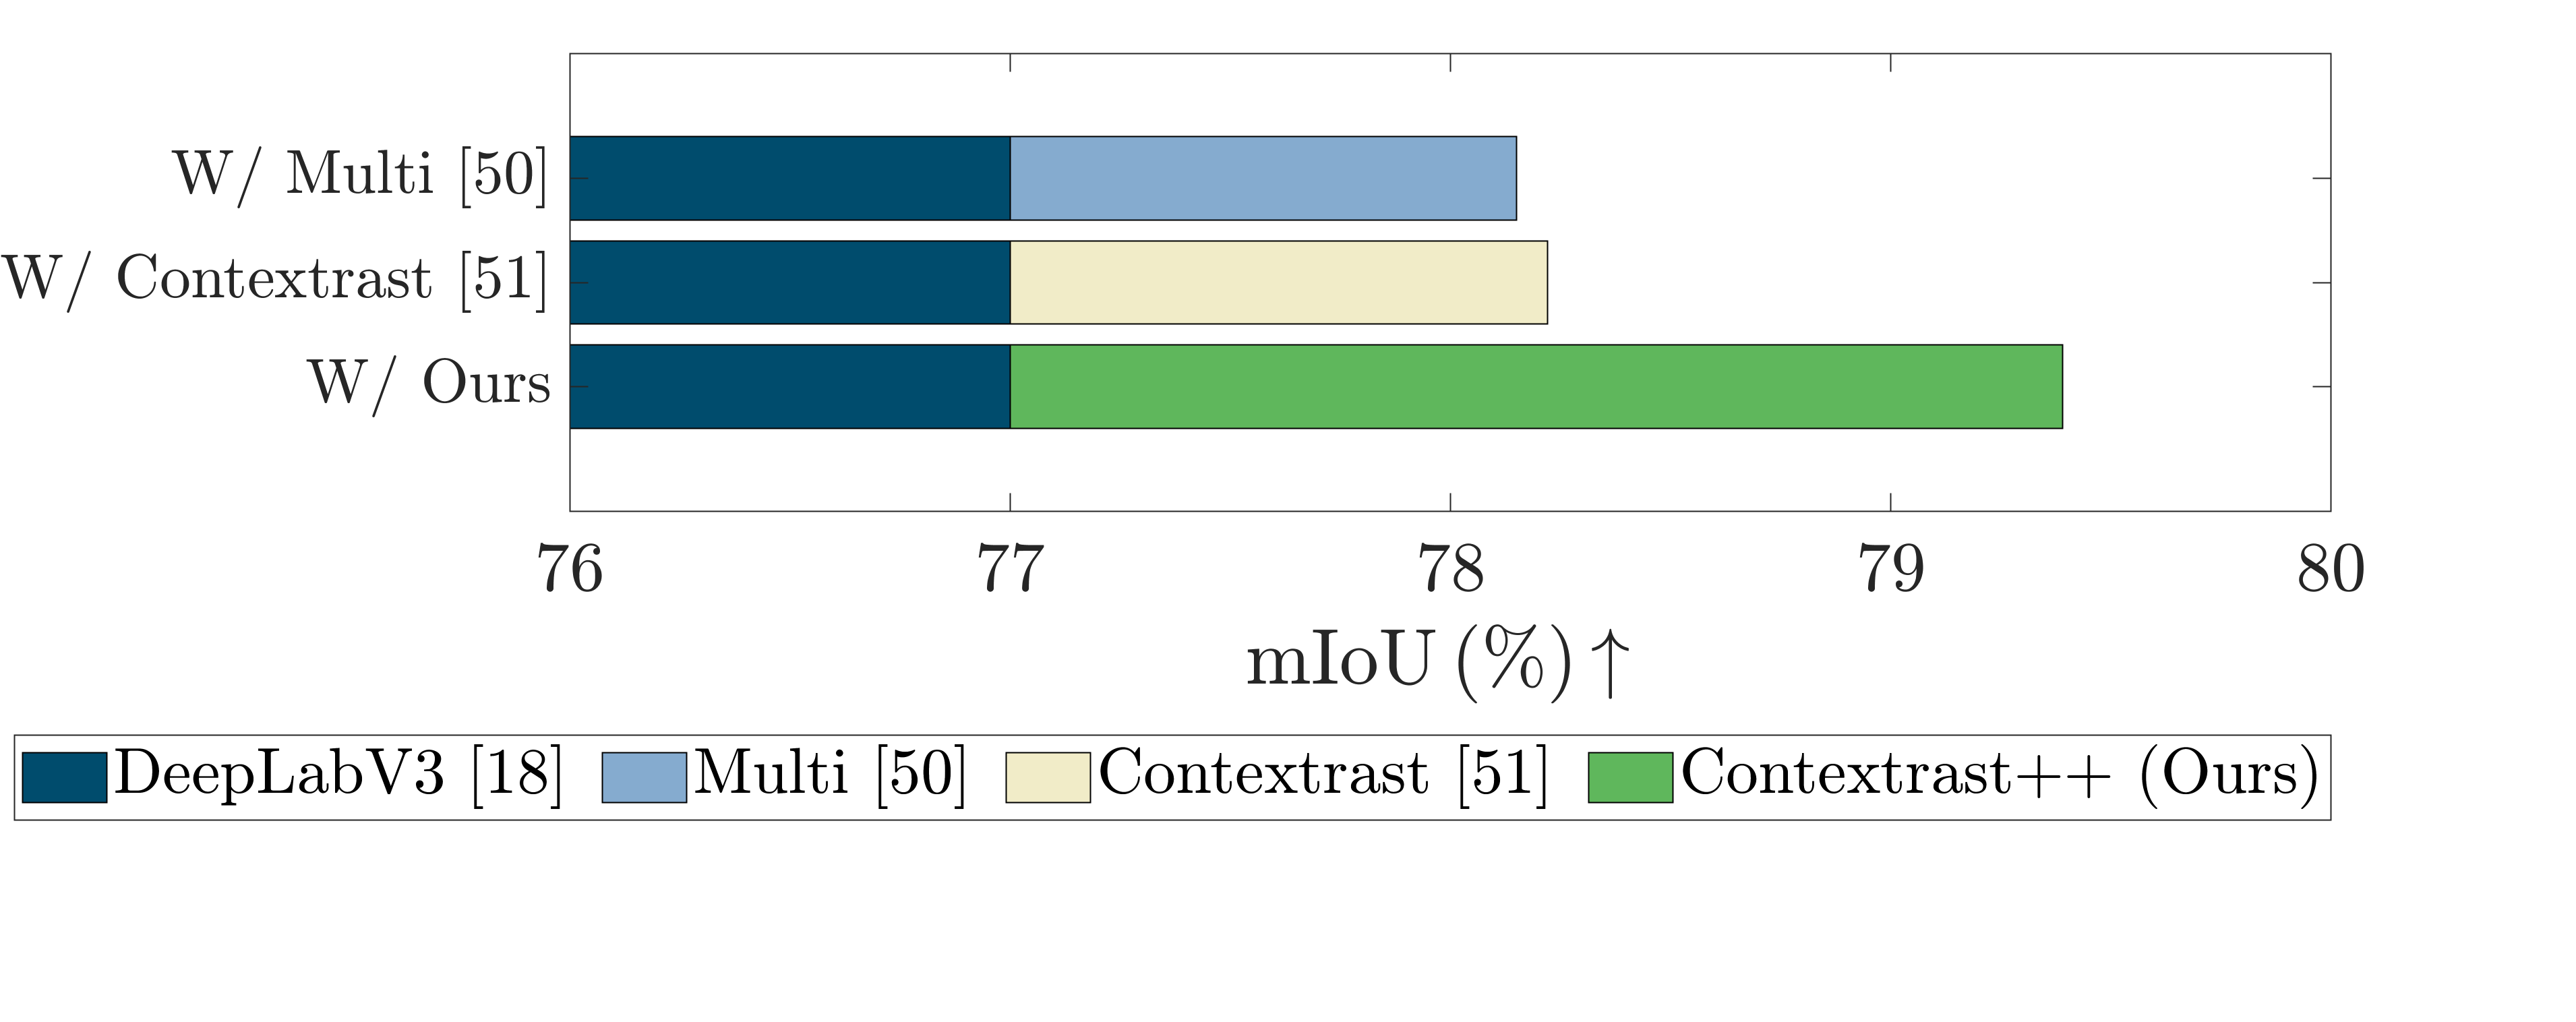 W/ Multi [50]
W/ Contextrast [51]
W/ Ours
76 77 78 79 80
mIoU (%) ↑
DeepLabV3 [18] Multi [50] Contextrast [51] Contextrast++ (Ours)